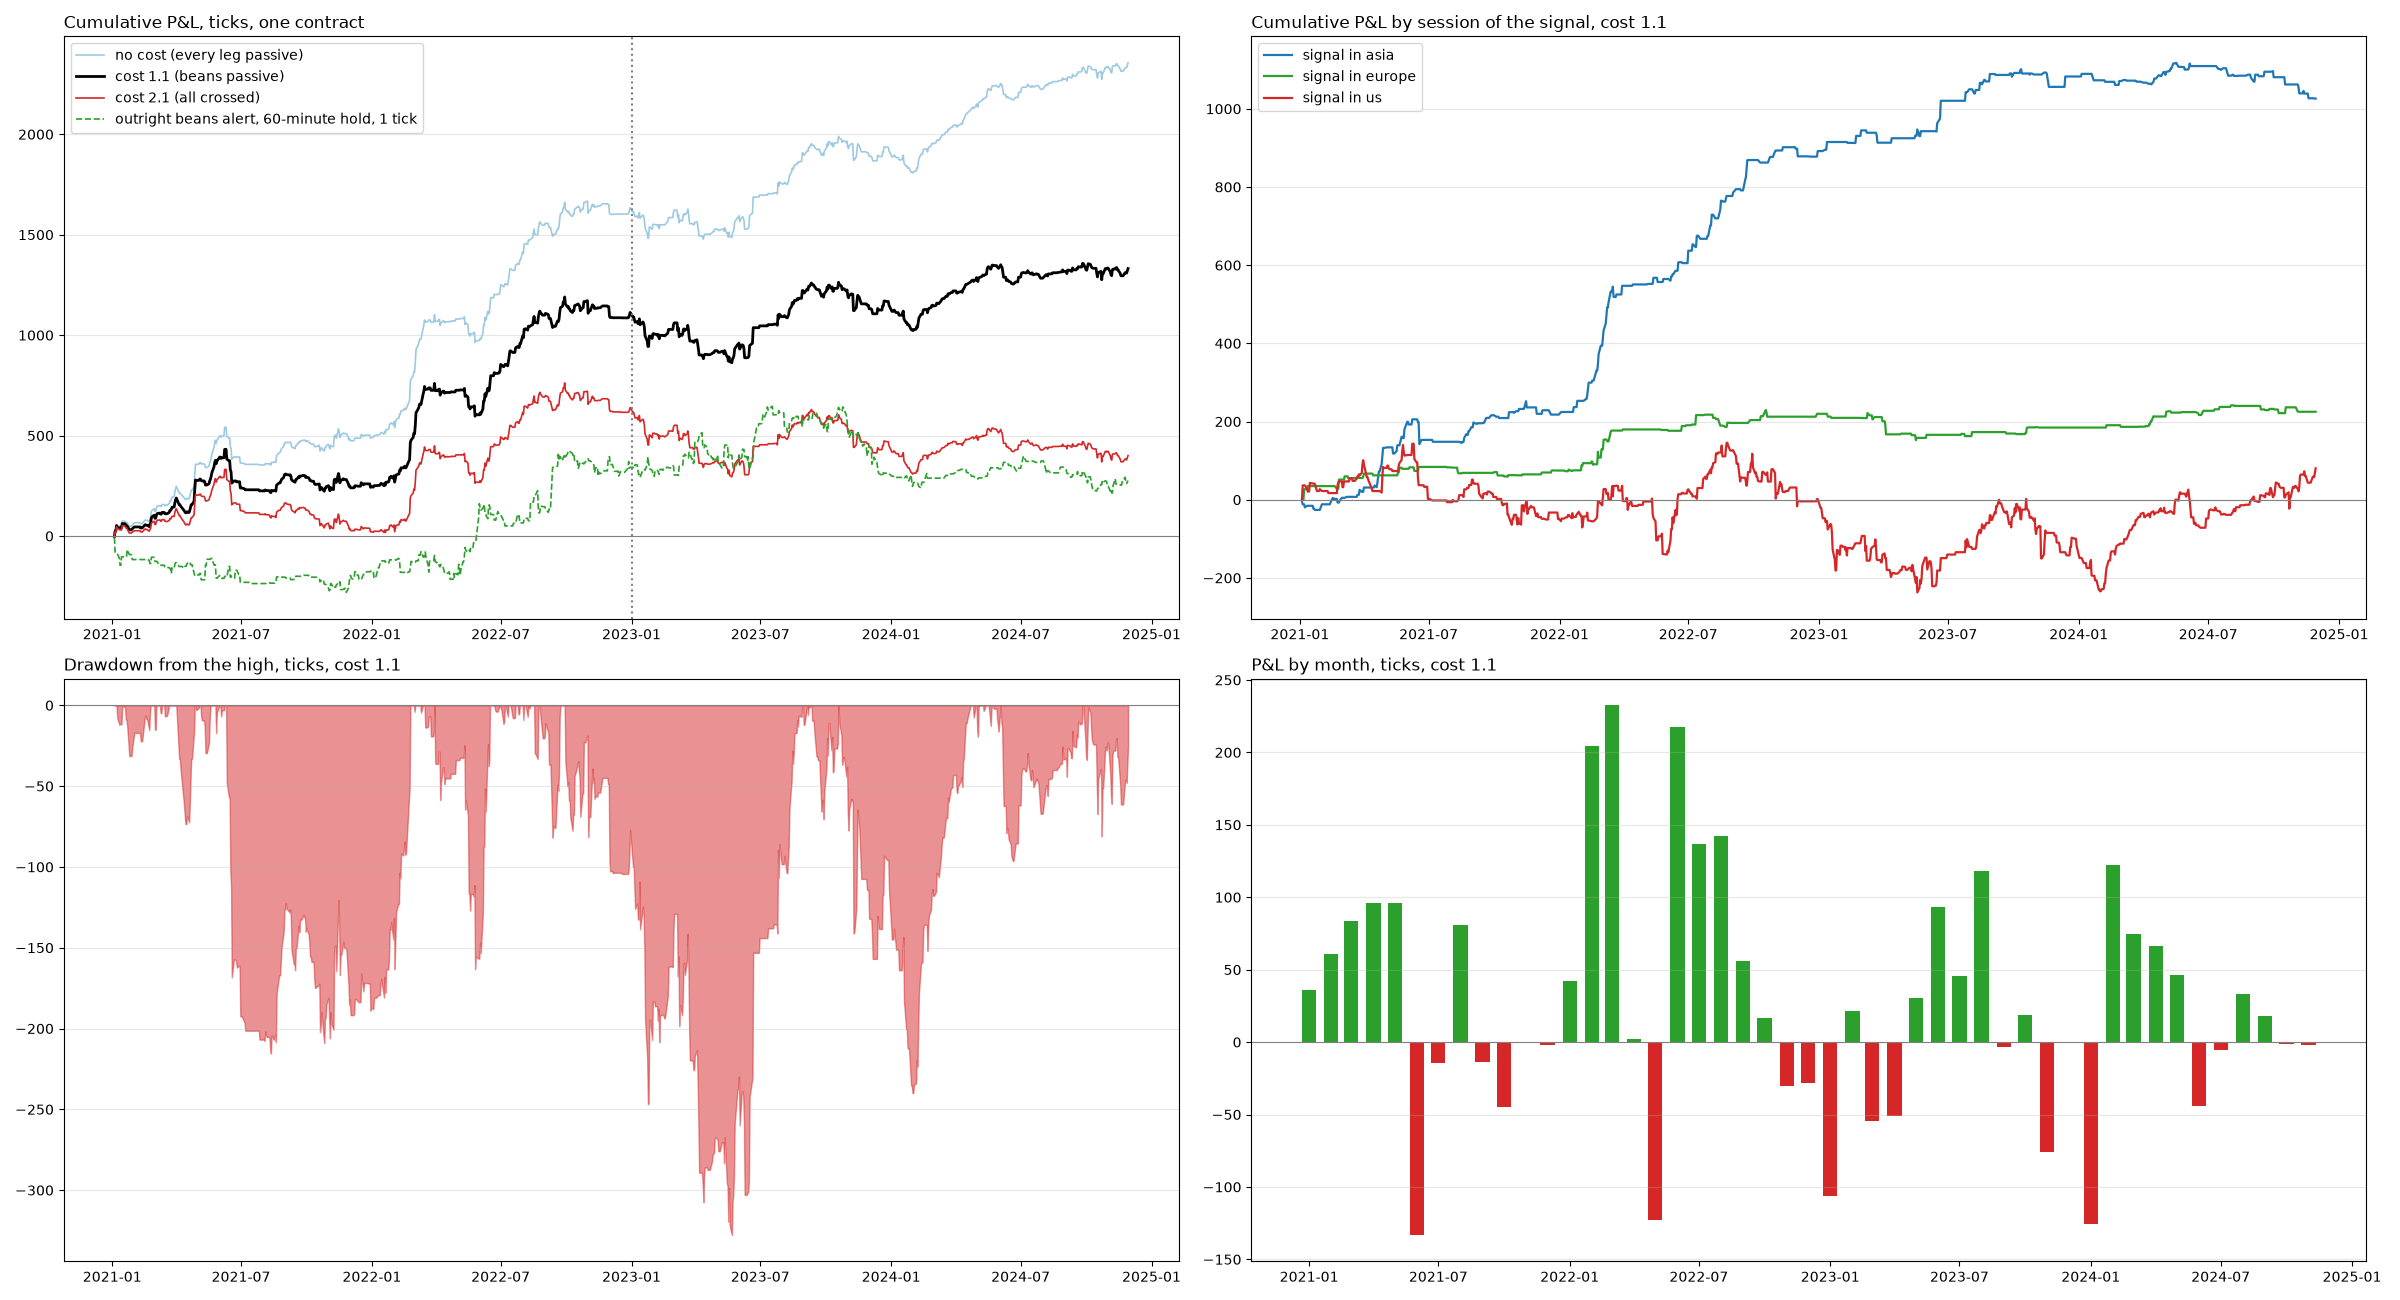 Cumulative P&L, ticks, one contract
no cost (every leg passive)
cost 1.1 (beans passive)
cost 2.1 (all crossed)
outright beans alert, 60-minute hold, 1 tick
2000
1500
1000
500
0
2021-01 2021-07 2022-01 2022-07 2023-01 2023-07 2024-01 2024-07 2025-01
Cumulative P&L by session of the signal, cost 1.1
signal in asia
signal in europe
signal in us
1000
800
600
400
200
0
−200
2021-01 2021-07 2022-01 2022-07 2023-01 2023-07 2024-01 2024-07 2025-01
Drawdown from the high, ticks, cost 1.1
0
−50
−100
−150
−200
−250
−300
2021-01 2021-07 2022-01 2022-07 2023-01 2023-07 2024-01 2024-07 2025-01
P&L by month, ticks, cost 1.1
250
200
150
100
50
0
−50
−100
−150
2021-01 2021-07 2022-01 2022-07 2023-01 2023-07 2024-01 2024-07 2025-01